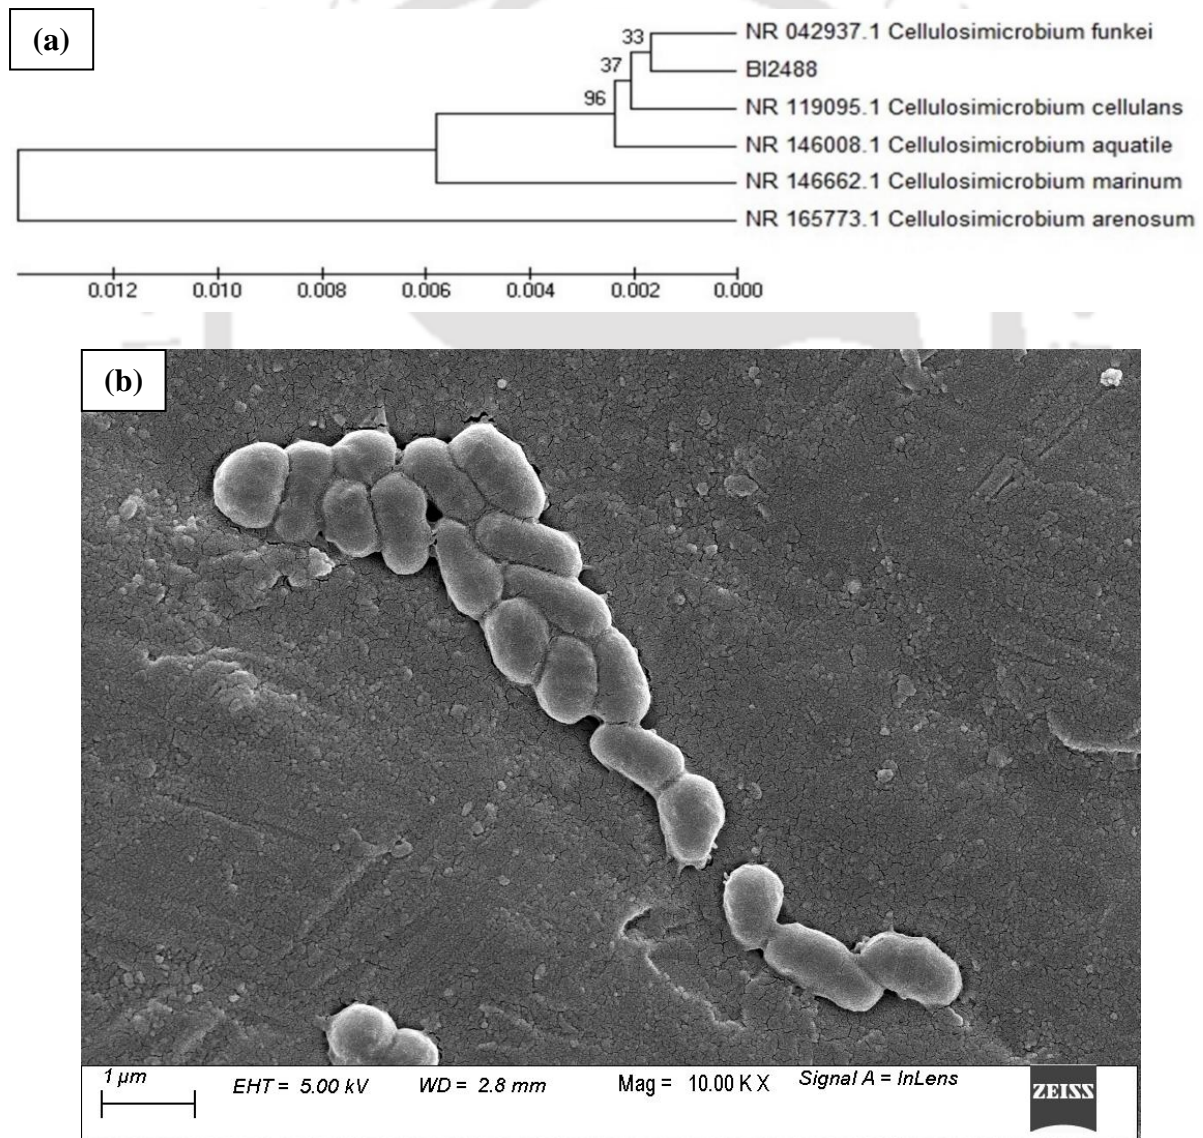 (a)
33
NR 042937.1 Cellulosimicrobium funkei
37
BI2488
96
NR 119095.1 Cellulosimicrobium cellulans
NR 146008.1 Cellulosimicrobium aquatile
NR 146662.1 Cellulosimicrobium marinum
NR 165773.1 Cellulosimicrobium arenosum
0.012 0.010 0.008 0.006 0.004 0.002 0.000
(b)
1 µm EHT = 5.00 kV WD = 2.8 mm Mag = 10.00 K X Signal A = InLens ZEISS